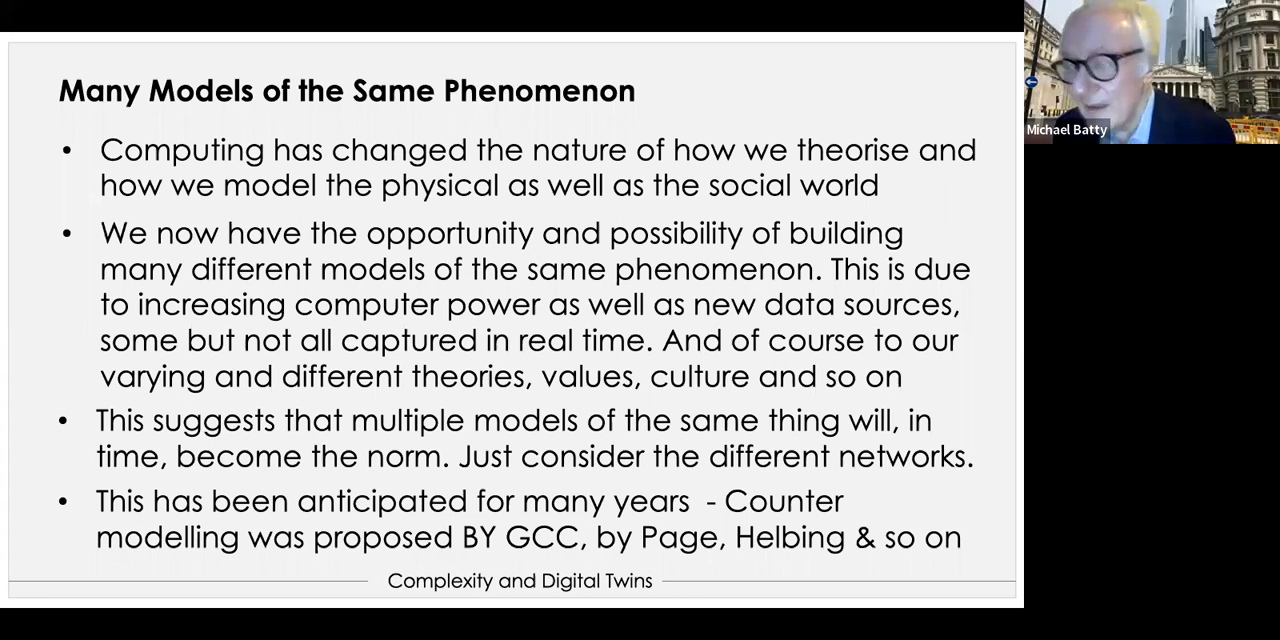 Many Models of the Same Phenomenon
• Computing has changed the nature of how we theorise and
how we model the physical as well as the social world
• We now have the opportunity and possibility of building
many different models of the same phenomenon. This is due
to increasing computer power as well as new data sources,
some but not all captured in real time. And of course to our
varying and different theories, values, culture and so on
• This suggests that multiple models of the same thing will, in
time, become the norm. Just consider the different networks.
• This has been anticipated for many years - Counter
modelling was proposed BY GCC, by Page, Helbing & so on
Complexity and Digital Twins
Michael Batty